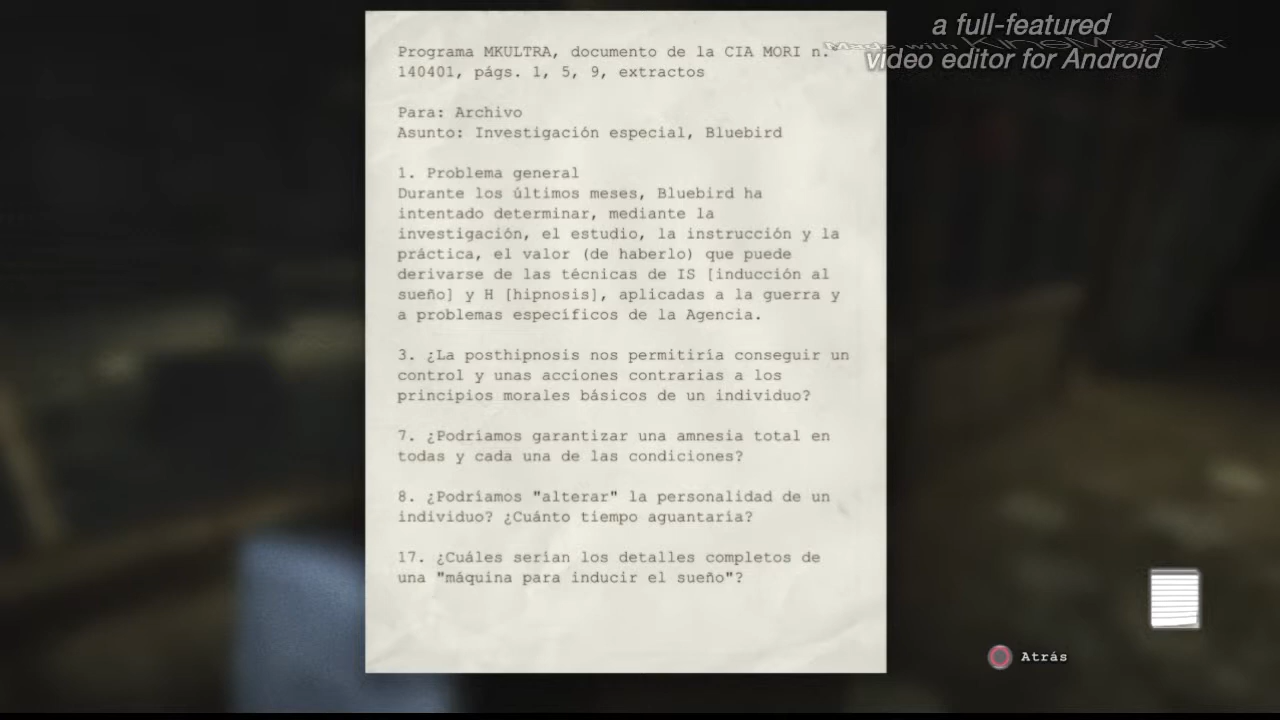 a full-featured
Made with KineMaster
video editor for Android
Programa MKULTRA, documento de la CIA MORI n.º
140401, págs. 1, 5, 9, extractos
Para: Archivo
Asunto: Investigación especial, Bluebird
1. Problema general
Durante los últimos meses, Bluebird ha
intentado determinar, mediante la
investigación, el estudio, la instrucción y la
práctica, el valor (de haberlo) que puede
derivarse de las técnicas de IS [inducción al
sueño] y H [hipnosis], aplicadas a la guerra y
a problemas específicos de la Agencia.
3. ¿La posthipnosis nos permitiría conseguir un
control y unas acciones contrarias a los
principios morales básicos de un individuo?
7. ¿Podríamos garantizar una amnesia total en
todas y cada una de las condiciones?
8. ¿Podríamos "alterar" la personalidad de un
individuo? ¿Cuánto tiempo aguantaría?
17. ¿Cuáles serían los detalles completos de
una "máquina para inducir el sueño"?
Atrás